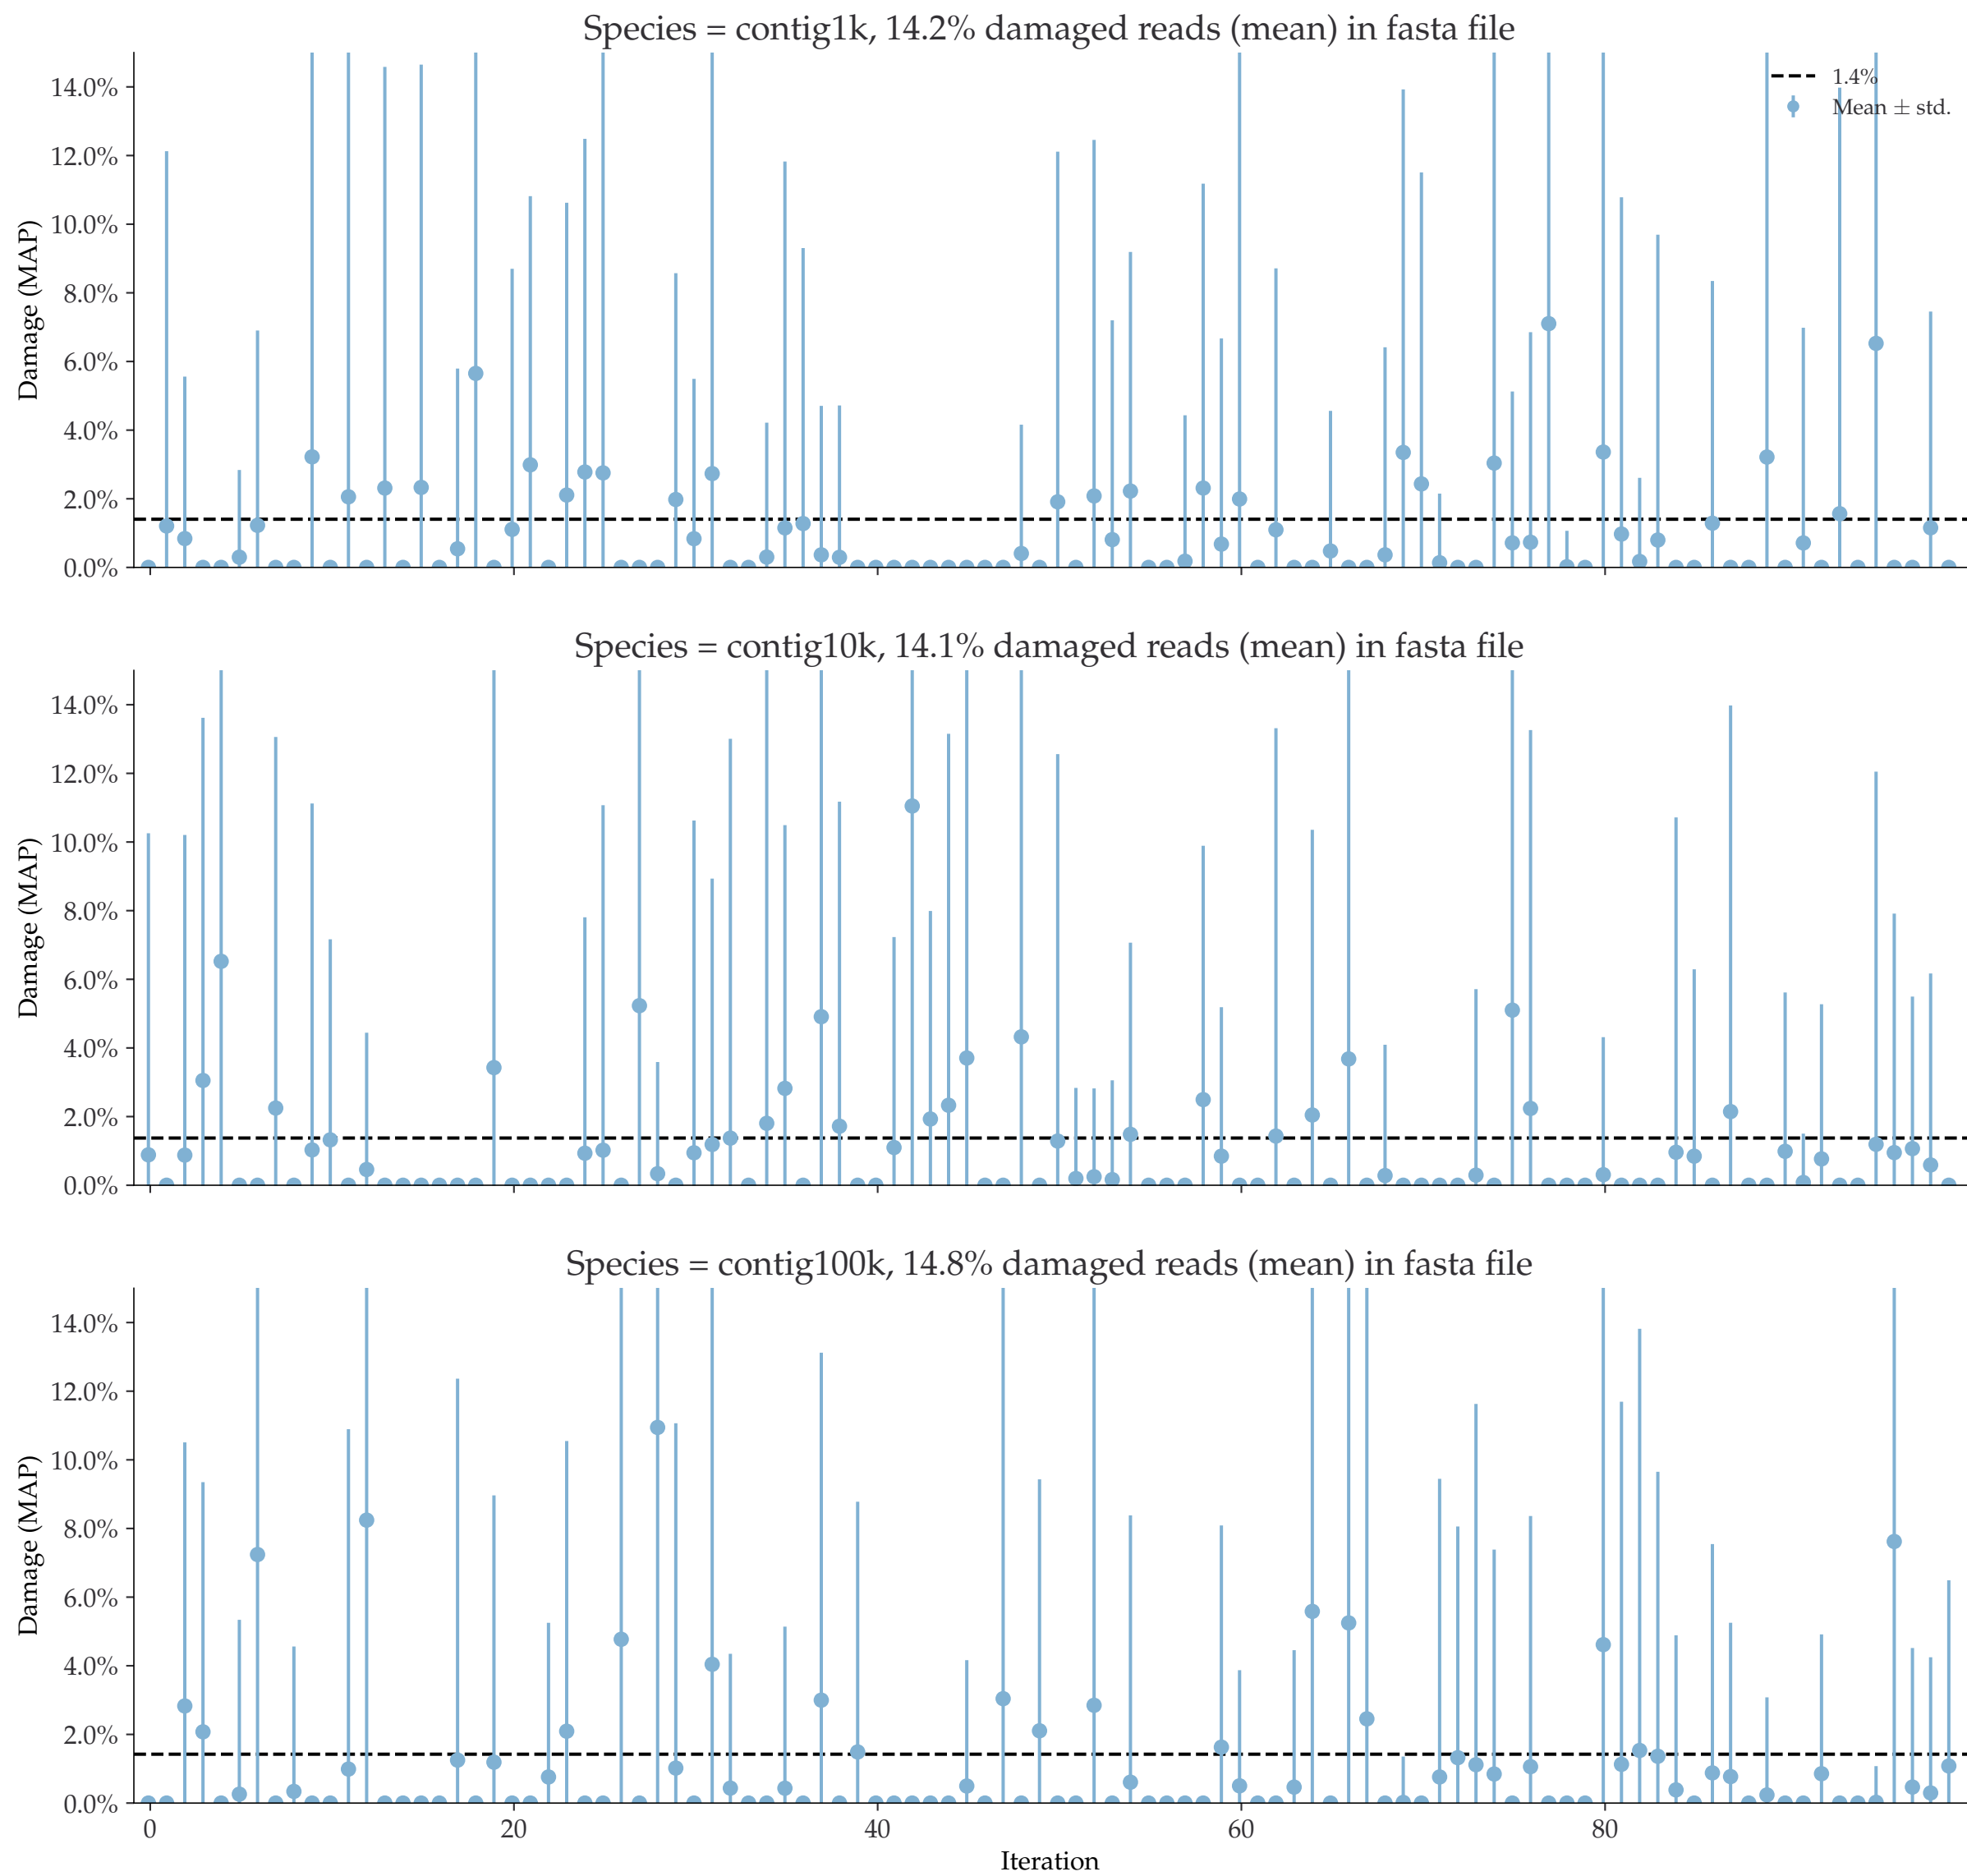 Species = contig1k, 14.2% damaged reads (mean) in fasta file
14.0%
12.0%
10.0%
8.0%
6.0%
4.0%
2.0%
0.0%
Damage (MAP)
1.4%
Mean ± std.
Species = contig10k, 14.1% damaged reads (mean) in fasta file
14.0%
12.0%
10.0%
8.0%
6.0%
4.0%
2.0%
0.0%
Damage (MAP)
Species = contig100k, 14.8% damaged reads (mean) in fasta file
14.0%
12.0%
10.0%
8.0%
6.0%
4.0%
2.0%
0.0%
Damage (MAP)
0 20 40 60 80
Iteration